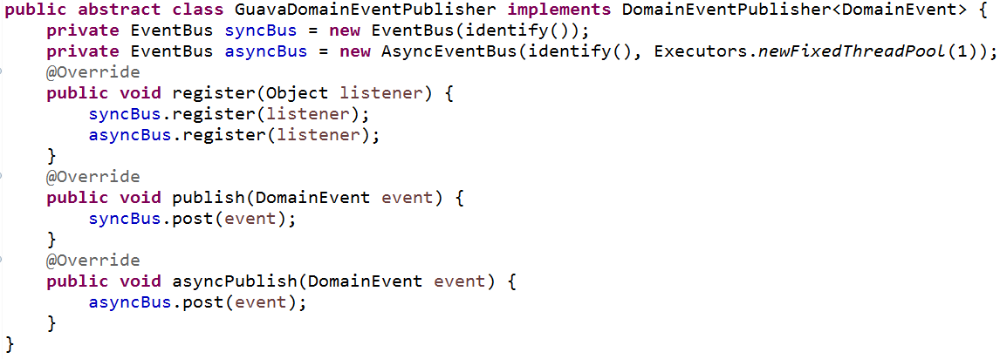 public abstract class GuavaDomainEventPublisher implements DomainEventPublisher<DomainEvent> {
    private EventBus syncBus = new EventBus(identify());
    private EventBus asyncBus = new AsyncEventBus(identify(), Executors.newFixedThreadPool(1));
    @Override
    public void register(Object listener) {
        syncBus.register(listener);
        asyncBus.register(listener);
    }
    @Override
    public void publish(DomainEvent event) {
        syncBus.post(event);
    }
    @Override
    public void asyncPublish(DomainEvent event) {
        asyncBus.post(event);
    }
}